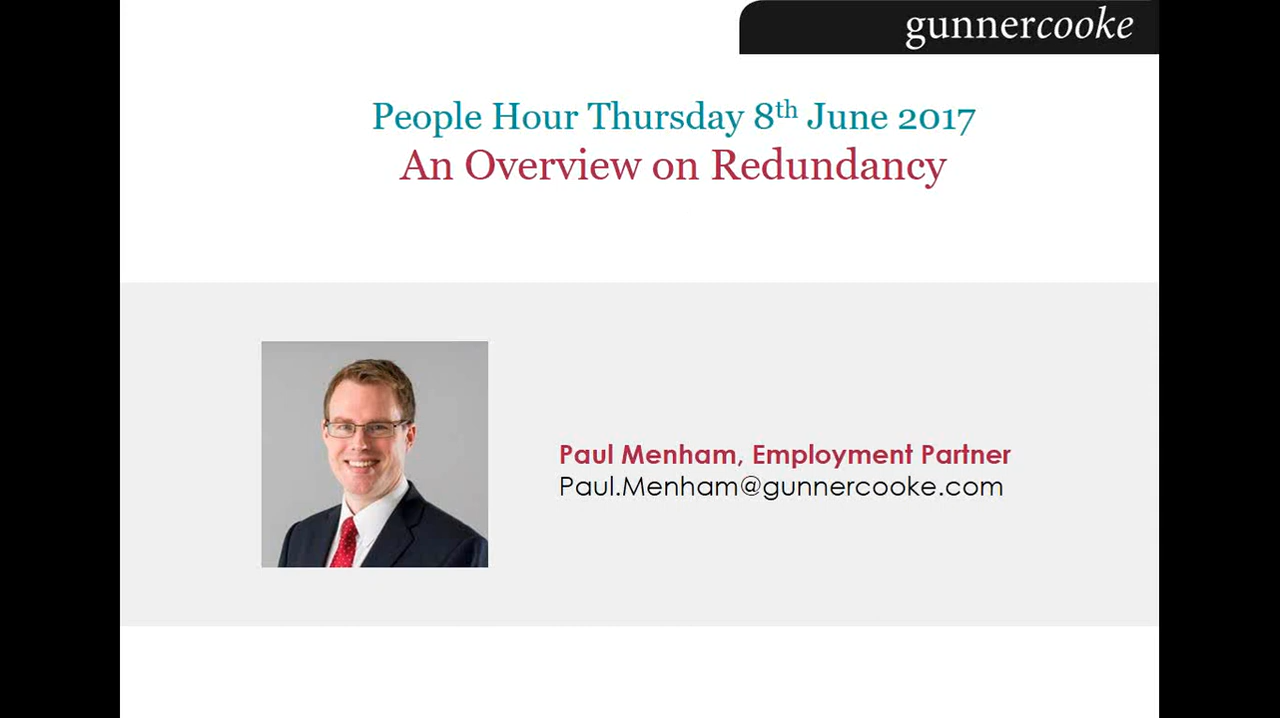 gunnercooke
People Hour Thursday 8th June 2017
An Overview on Redundancy
Paul Menham, Employment Partner
Paul.Menham@gunnercooke.com